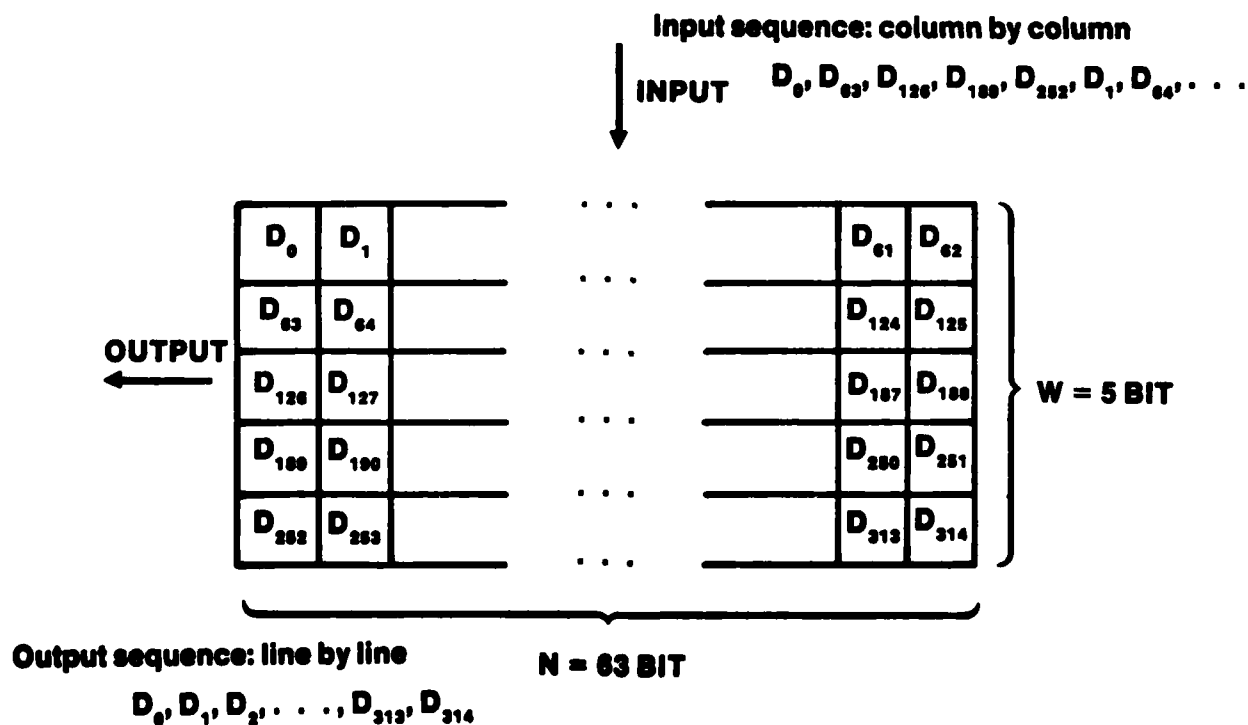 Input sequence: column by column
INPUT D₀, D₆₃, D₁₂₆, D₁₈₉, D₂₅₂, D₁, D₆₄, . . .
. . .
D₀ D₁ D₆₁ D₆₂
. . .
D₆₃ D₆₄ D₁₂₄ D₁₂₅
OUTPUT
. . .
D₁₂₆ D₁₂₇ D₁₈₇ D₁₈₈
W = 5 BIT
. . .
D₁₈₉ D₁₉₀ D₂₅₀ D₂₅₁
. . .
D₂₅₂ D₂₅₃ D₃₁₃ D₃₁₄
. . .
Output sequence: line by line
N = 63 BIT
D₀, D₁, D₂, . . . , D₃₁₃, D₃₁₄